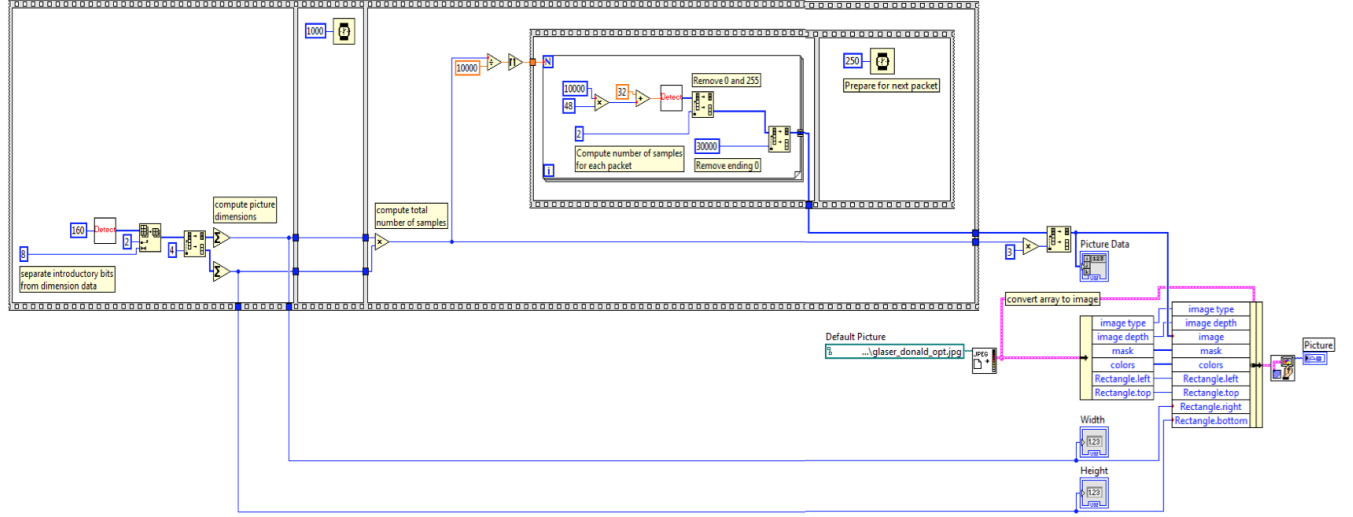 1000
10000
N
10000
48
32
Detect
Remove 0 and 255
2
Compute number of samples
for each packet
30000
Remove ending 0
i
250
Prepare for next packet
compute picture
dimensions
160
Detect
2
4
8
separate introductory bits
from dimension data
compute total
number of samples
3
Picture Data
convert array to image
Default Picture
...\glaser_donald_opt.jpg
JPEG
image type
image depth
mask
colors
Rectangle.left
Rectangle.top
image type
image depth
image
mask
colors
Rectangle.left
Rectangle.top
Rectangle.right
Rectangle.bottom
Picture
Width
1.23
Height
1.23